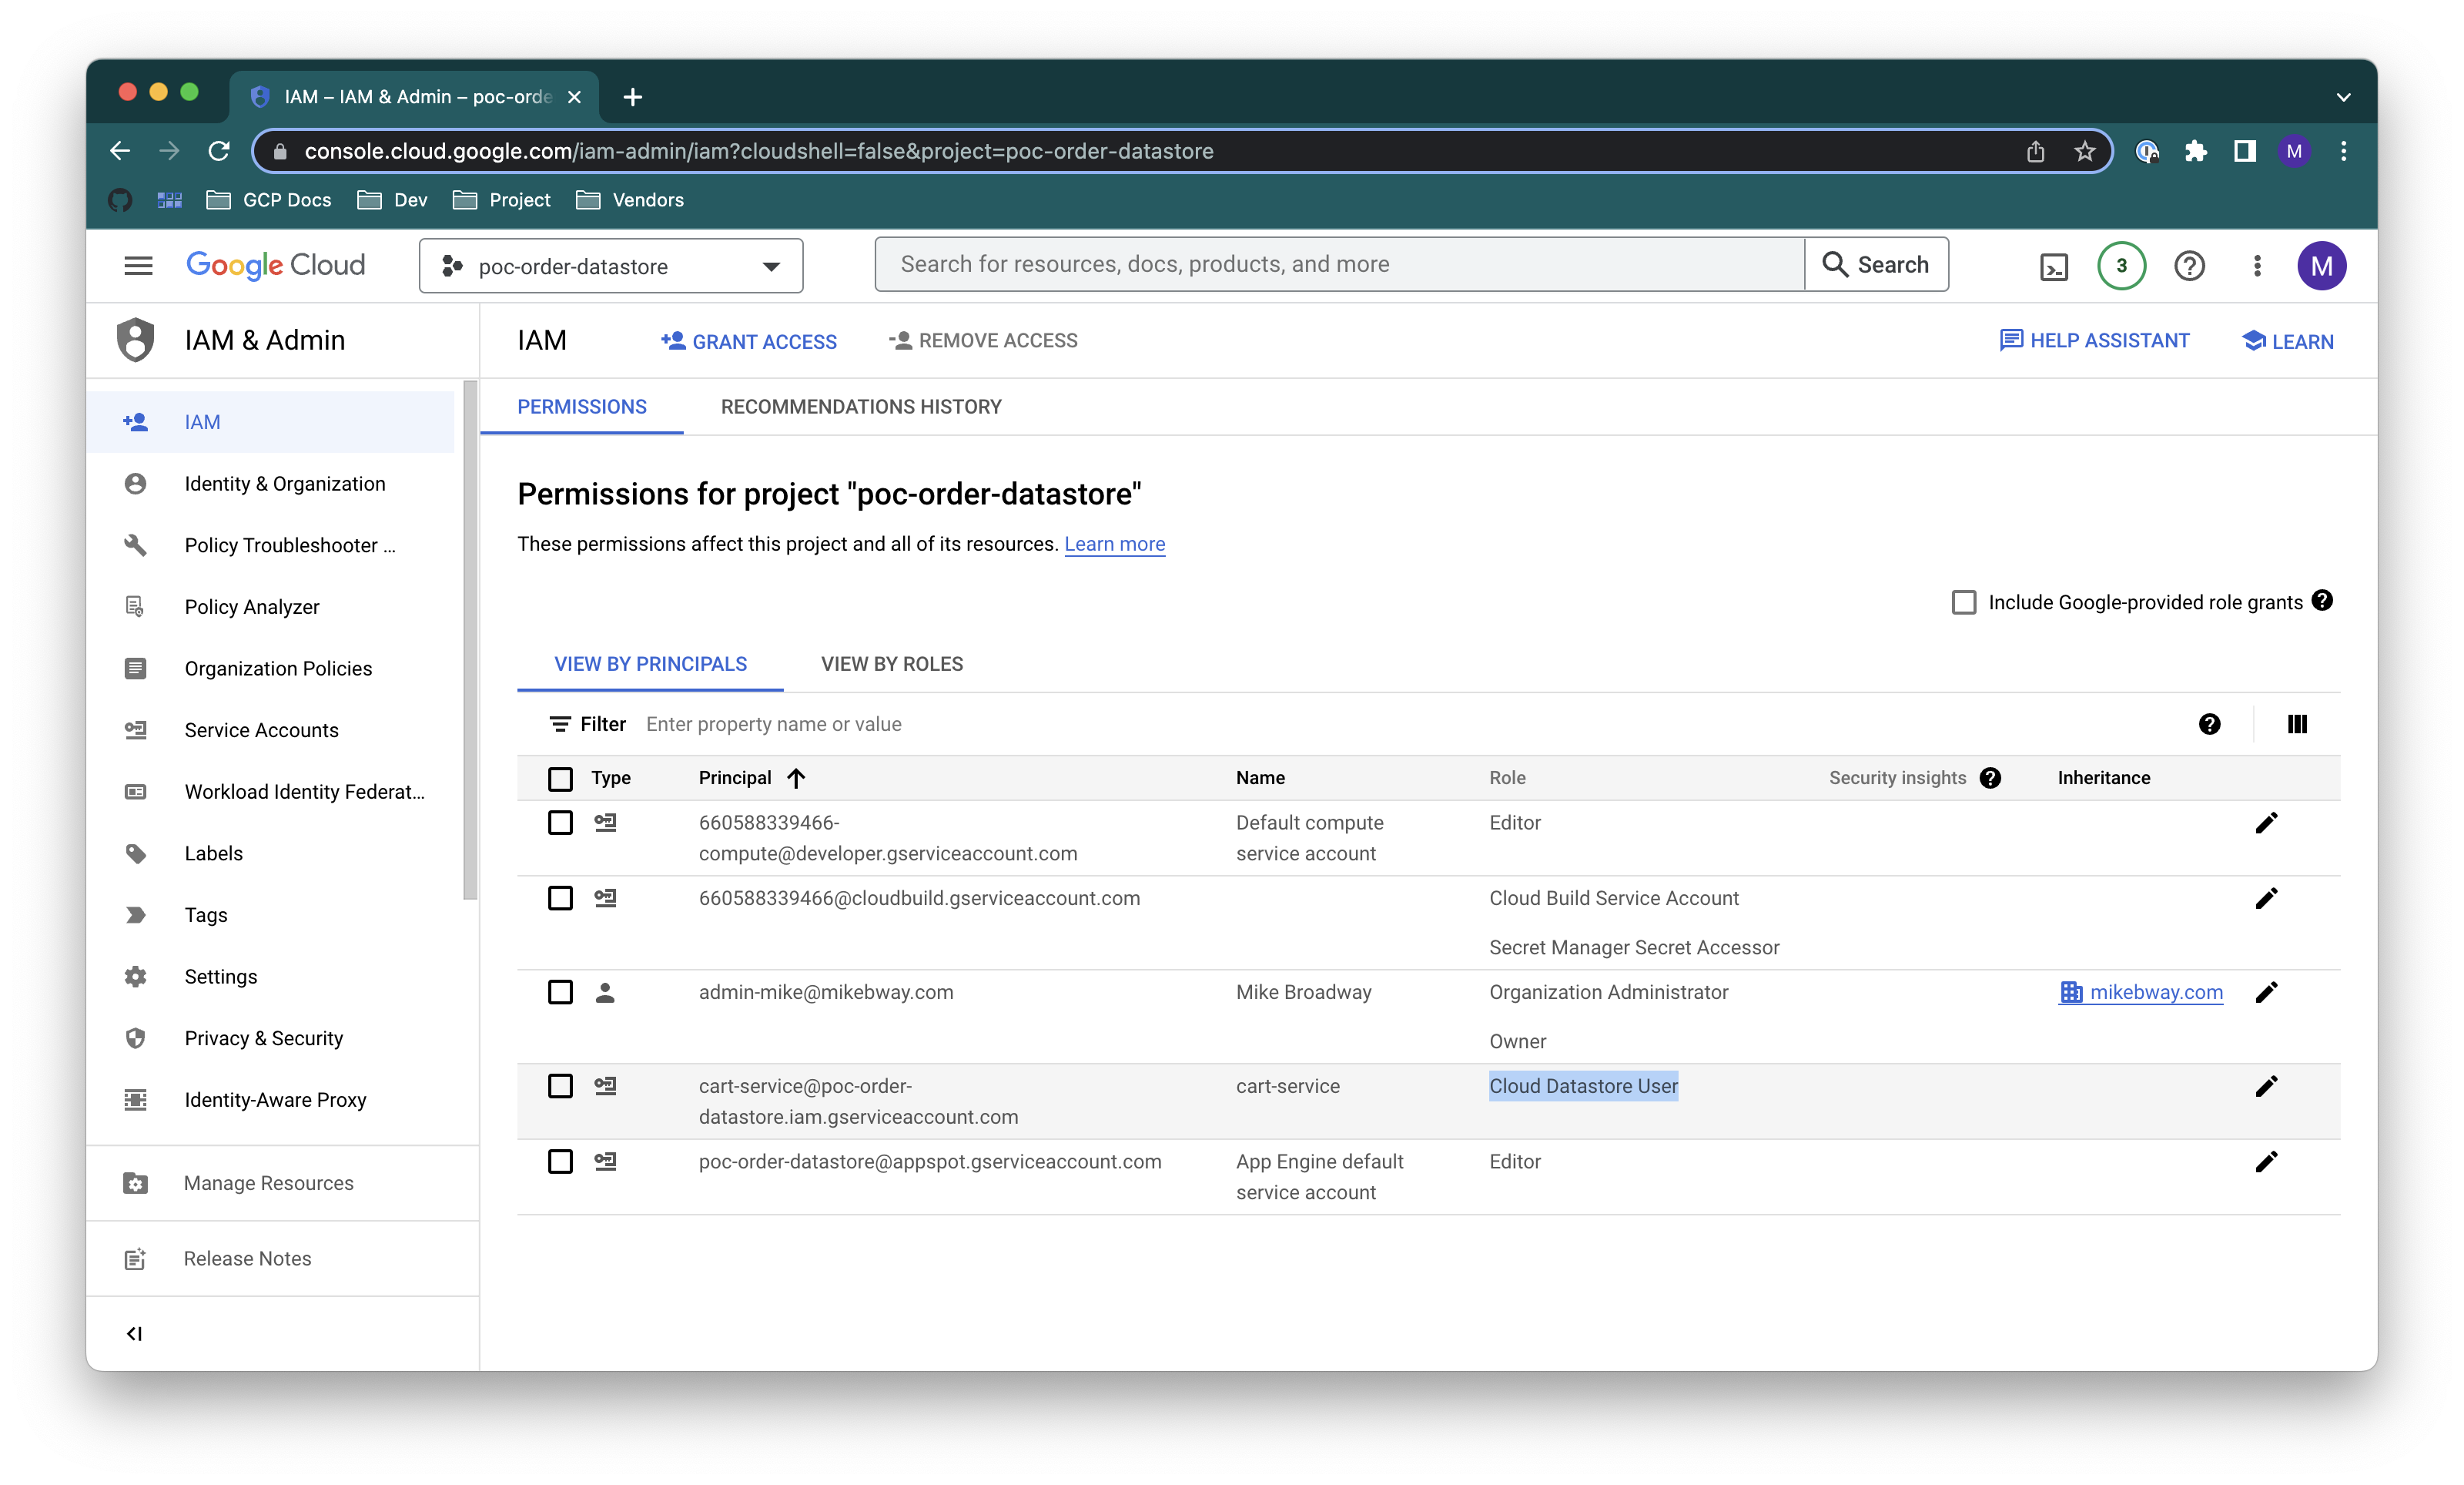 IAM – IAM & Admin – poc-orde
console.cloud.google.com/iam-admin/iam?cloudshell=false&project=poc-order-datastore
M
GCP Docs
Dev
Project
Vendors
Google Cloud
poc-order-datastore
Search for resources, docs, products, and more
Search
3
M
IAM & Admin
IAM
Identity & Organization
Policy Troubleshooter ...
Policy Analyzer
Organization Policies
Service Accounts
Workload Identity Federat...
Labels
Tags
Settings
Privacy & Security
Identity-Aware Proxy
Manage Resources
Release Notes
IAM
GRANT ACCESS
REMOVE ACCESS
HELP ASSISTANT
LEARN
PERMISSIONS
RECOMMENDATIONS HISTORY
Permissions for project "poc-order-datastore"
These permissions affect this project and all of its resources. Learn more
Include Google-provided role grants
VIEW BY PRINCIPALS
VIEW BY ROLES
Filter
Enter property name or value
Type
Principal
Name
Role
Security insights
Inheritance
660588339466-
compute@developer.gserviceaccount.com
Default compute
service account
Editor
660588339466@cloudbuild.gserviceaccount.com
Cloud Build Service Account
Secret Manager Secret Accessor
admin-mike@mikebway.com
Mike Broadway
Organization Administrator
Owner
mikebway.com
cart-service@poc-order-
datastore.iam.gserviceaccount.com
cart-service
Cloud Datastore User
poc-order-datastore@appspot.gserviceaccount.com
App Engine default
service account
Editor